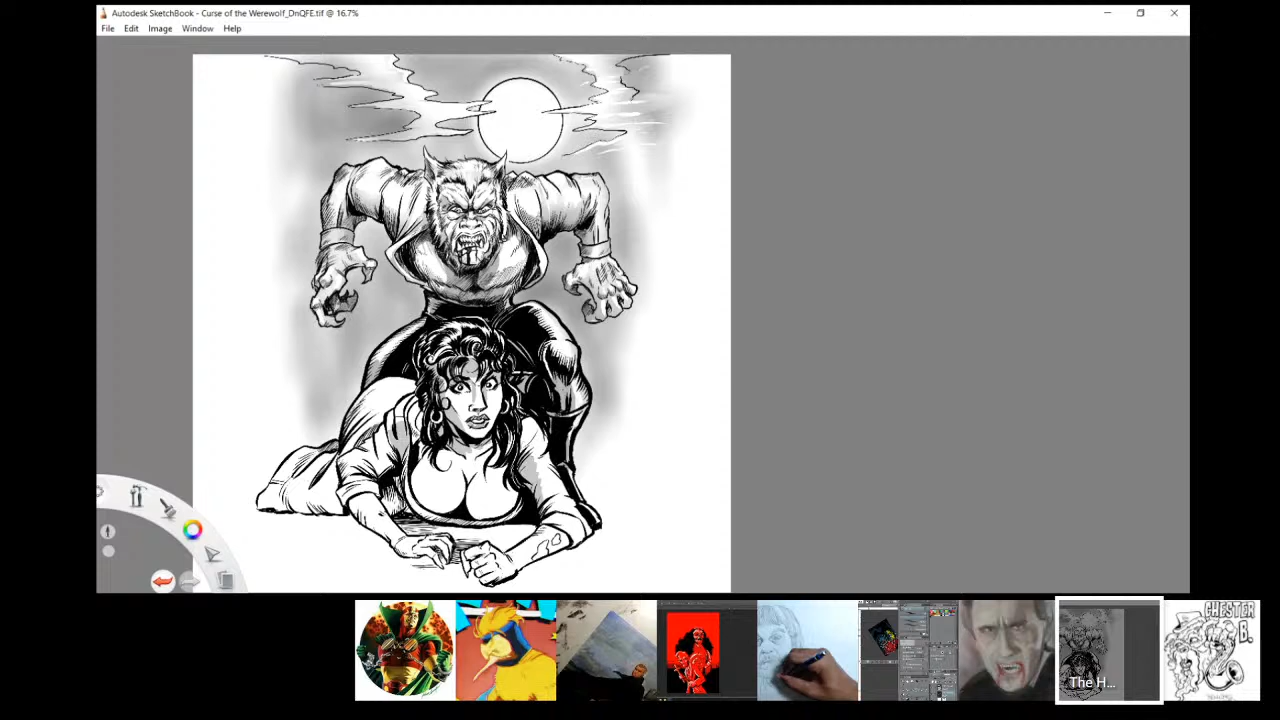 Autodesk SketchBook - Curse of the Werewolf_DnQFE.tif @ 16.7%
File Edit Image Window Help
The H...
CHESTER
B.